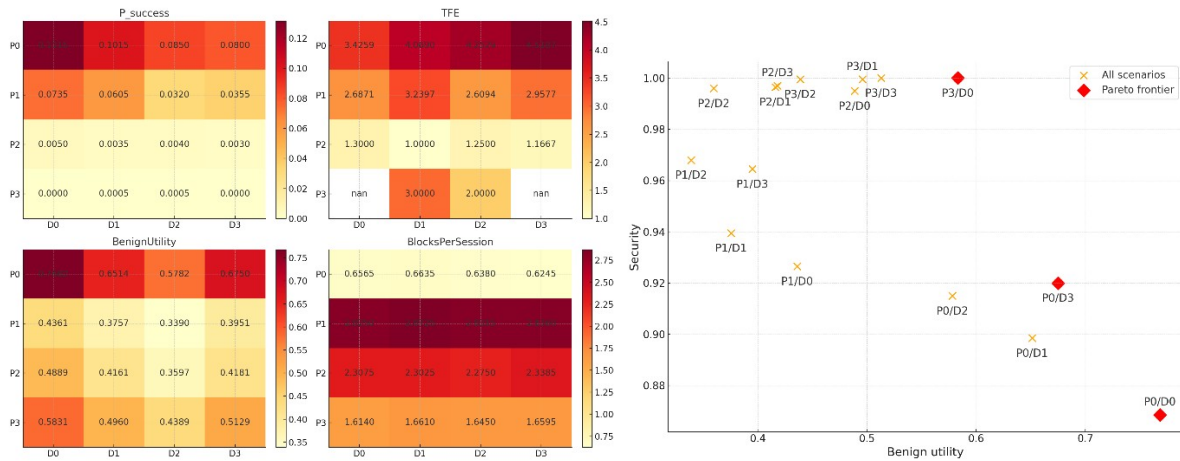 P_success
P0
0.1015 0.0850 0.0800
P1
0.0735 0.0605 0.0320 0.0355
P2
0.0050 0.0035 0.0040 0.0030
P3
0.0000 0.0005 0.0005 0.0000
D0 D1 D2 D3
0.12
0.10
0.08
0.06
0.04
0.02
0.00
TFE
P0
3.4259
P1
2.6871 3.2397 2.6094 2.9577
P2
1.3000 1.0000 1.2500 1.1667
P3
nan 3.0000 2.0000 nan
D0 D1 D2 D3
4.5
4.0
3.5
3.0
2.5
2.0
1.5
1.0
BenignUtility
P0
0.6514 0.5782 0.6750
P1
0.4361 0.3757 0.3390 0.3951
P2
0.4889 0.4161 0.3597 0.4181
P3
0.5831 0.4960 0.4389 0.5129
D0 D1 D2 D3
0.75
0.70
0.65
0.60
0.55
0.50
0.45
0.40
0.35
BlocksPerSession
P0
0.6565 0.6635 0.6380 0.6245
P1
P2
2.3075 2.3025 2.2750 2.3385
P3
1.6140 1.6610 1.6450 1.6595
D0 D1 D2 D3
2.75
2.50
2.25
2.00
1.75
1.50
1.25
1.00
0.75
Security
1.00
0.98
0.96
0.94
0.92
0.90
0.88
All scenarios
Pareto frontier
P3/D1
P2/D3
P3/D0
P3/D3
P3/D2
P2/D1
P2/D2
P2/D0
P1/D2
P1/D3
P1/D1
P1/D0
P0/D3
P0/D2
P0/D1
P0/D0
0.4 0.5 0.6 0.7
Benign utility